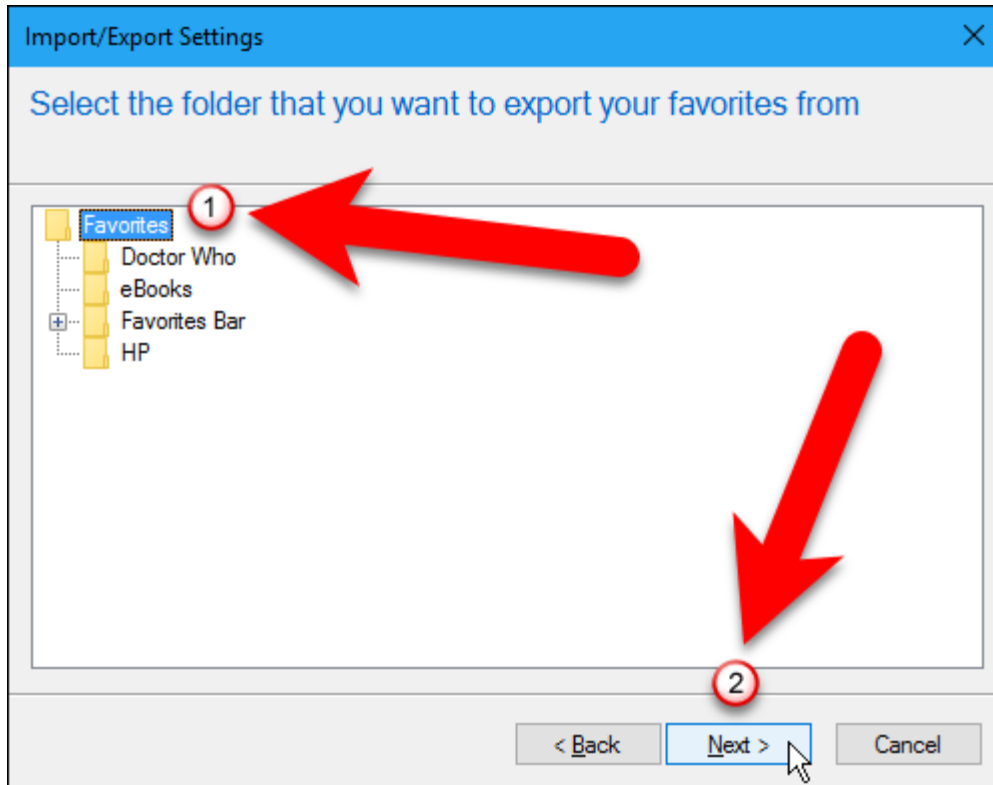 Import/Export Settings
Select the folder that you want to export your favorites from
Favorites
1
Doctor Who
eBooks
Favorites Bar
HP
2
< Back
Next >
Cancel